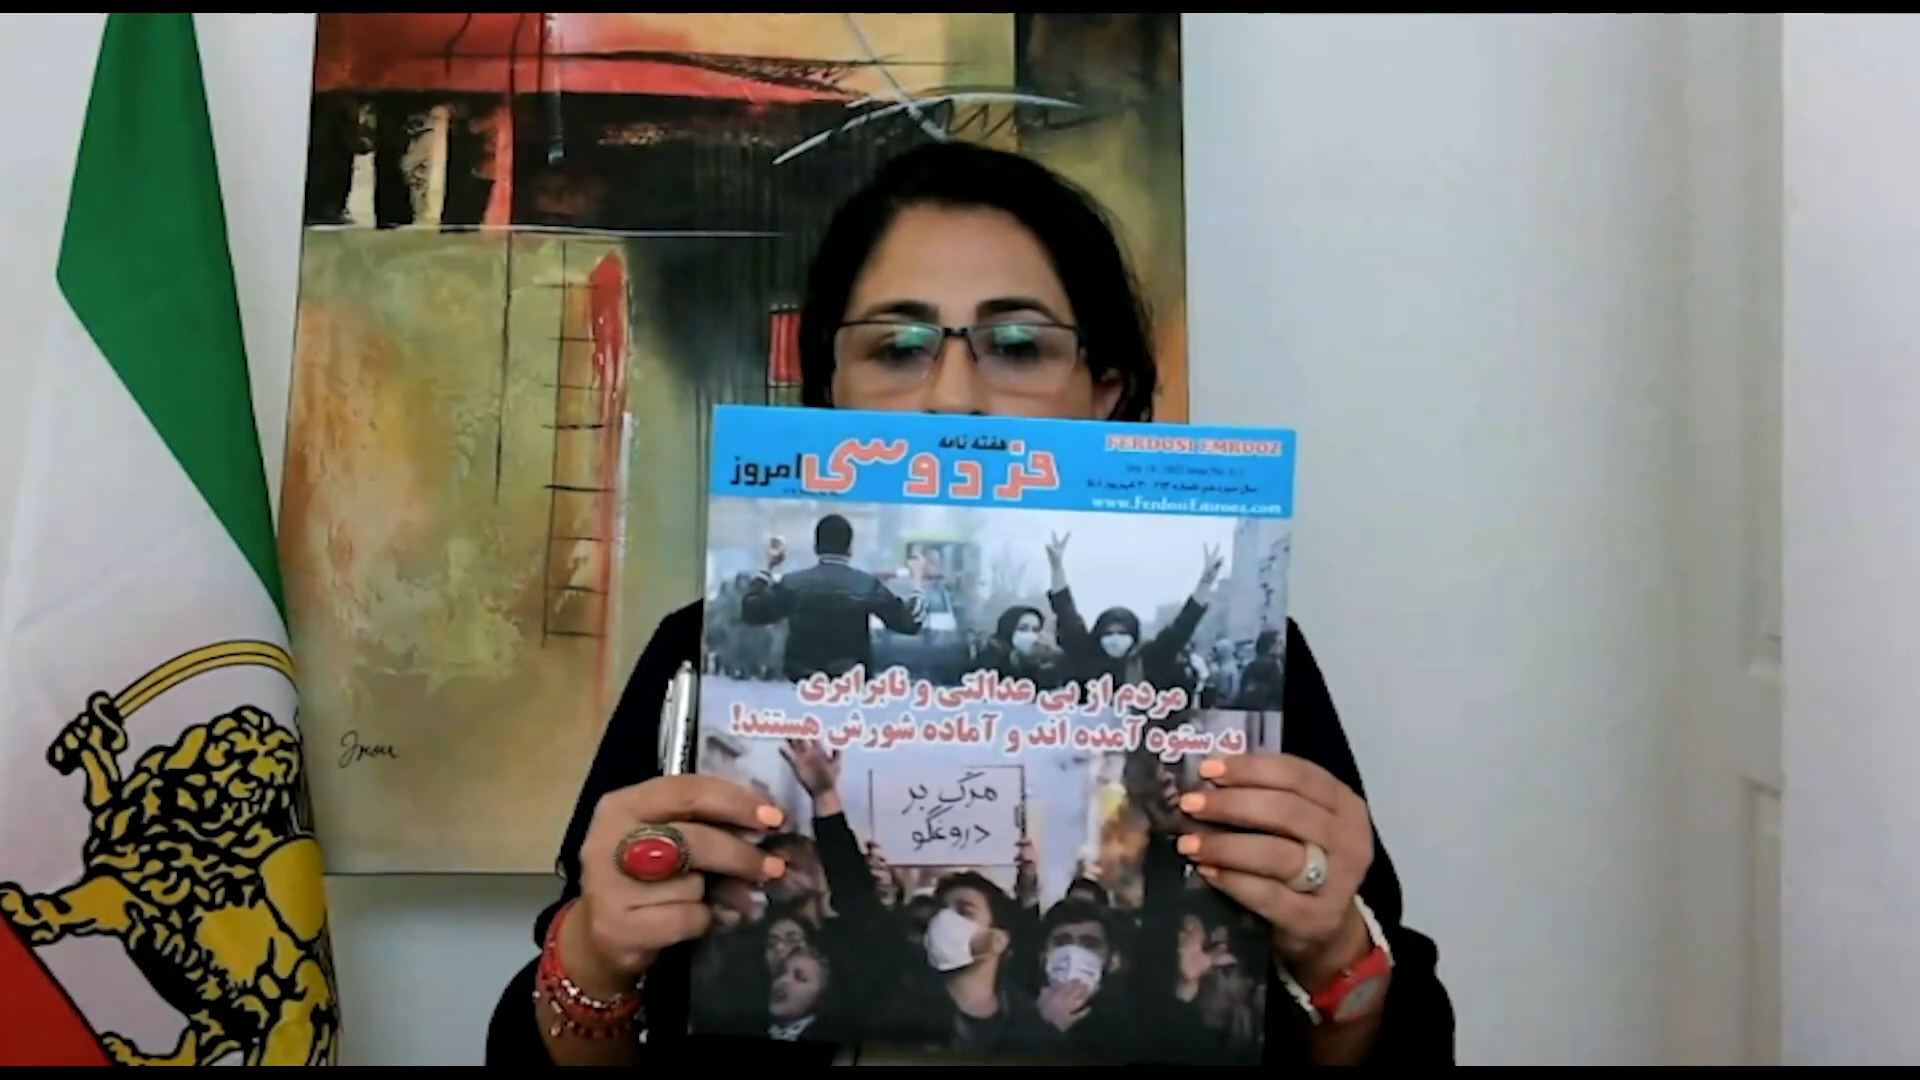 هفته نامه
فردوسی امروز
FERDOSI EMROOZ
www.FerdosiEmrooz.com
مردم از بی عدالتی و نابرابری
به ستوه آمده اند و آماده شورش هستند!
مرگ بر
دروغگو